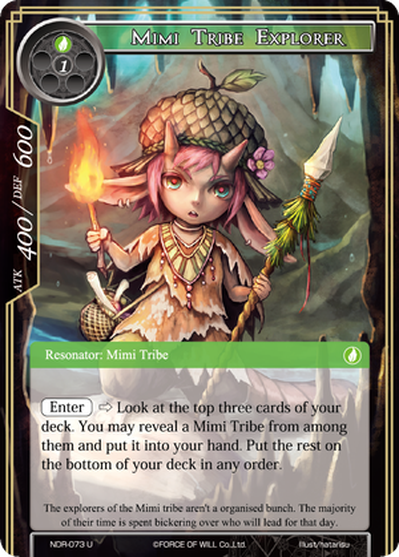 Mimi Tribe Explorer
1
ATK 400 / DEF 600
Resonator: Mimi Tribe
Enter ⇨ Look at the top three cards of your
deck. You may reveal a Mimi Tribe from among
them and put it into your hand. Put the rest on
the bottom of your deck in any order.
The explorers of the Mimi tribe aren't a organised bunch. The majority
of their time is spent bickering over who will lead for that day.
NDR-073 U
©FORCE OF WILL Co.,Ltd.
Illust/hatarisu